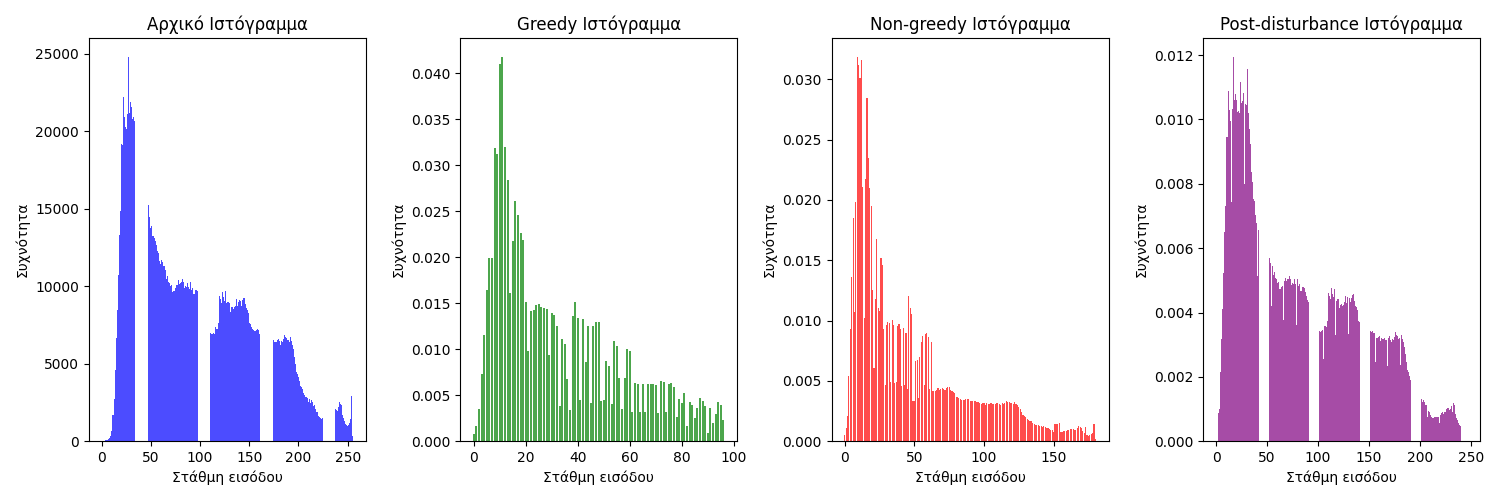 Αρχικό Ιστόγραμμα
Συχνότητα
25000
20000
15000
10000
5000
0
0 50 100 150 200 250
Στάθμη εισόδου
Greedy Ιστόγραμμα
Συχνότητα
0.040
0.035
0.030
0.025
0.020
0.015
0.010
0.005
0.000
0 20 40 60 80 100
Στάθμη εισόδου
Non-greedy Ιστόγραμμα
Συχνότητα
0.030
0.025
0.020
0.015
0.010
0.005
0.000
0 50 100 150
Στάθμη εισόδου
Post-disturbance Ιστόγραμμα
Συχνότητα
0.012
0.010
0.008
0.006
0.004
0.002
0.000
0 50 100 150 200 250
Στάθμη εισόδου